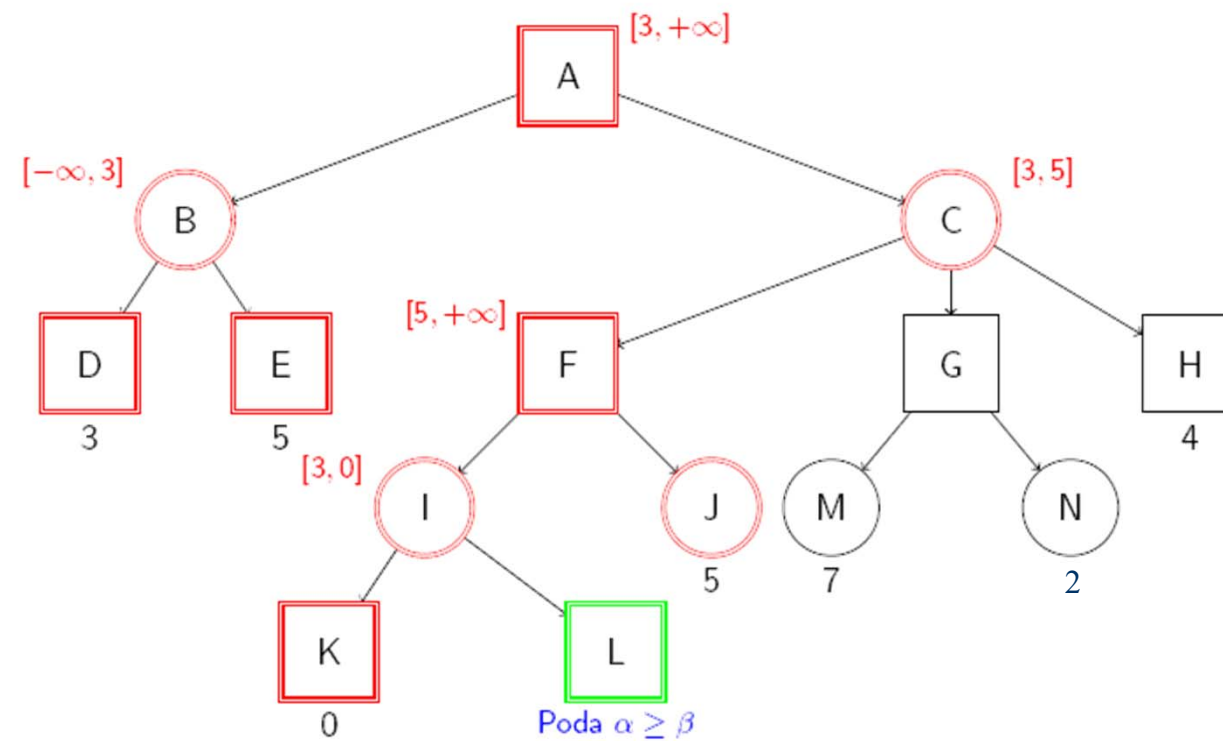 A [3, +∞]
[−∞, 3] B C [3, 5]
D E [5, +∞] F G H
3 5 4
[3, 0] I J M N
5 7 2
K L
0 Poda α ≥ β